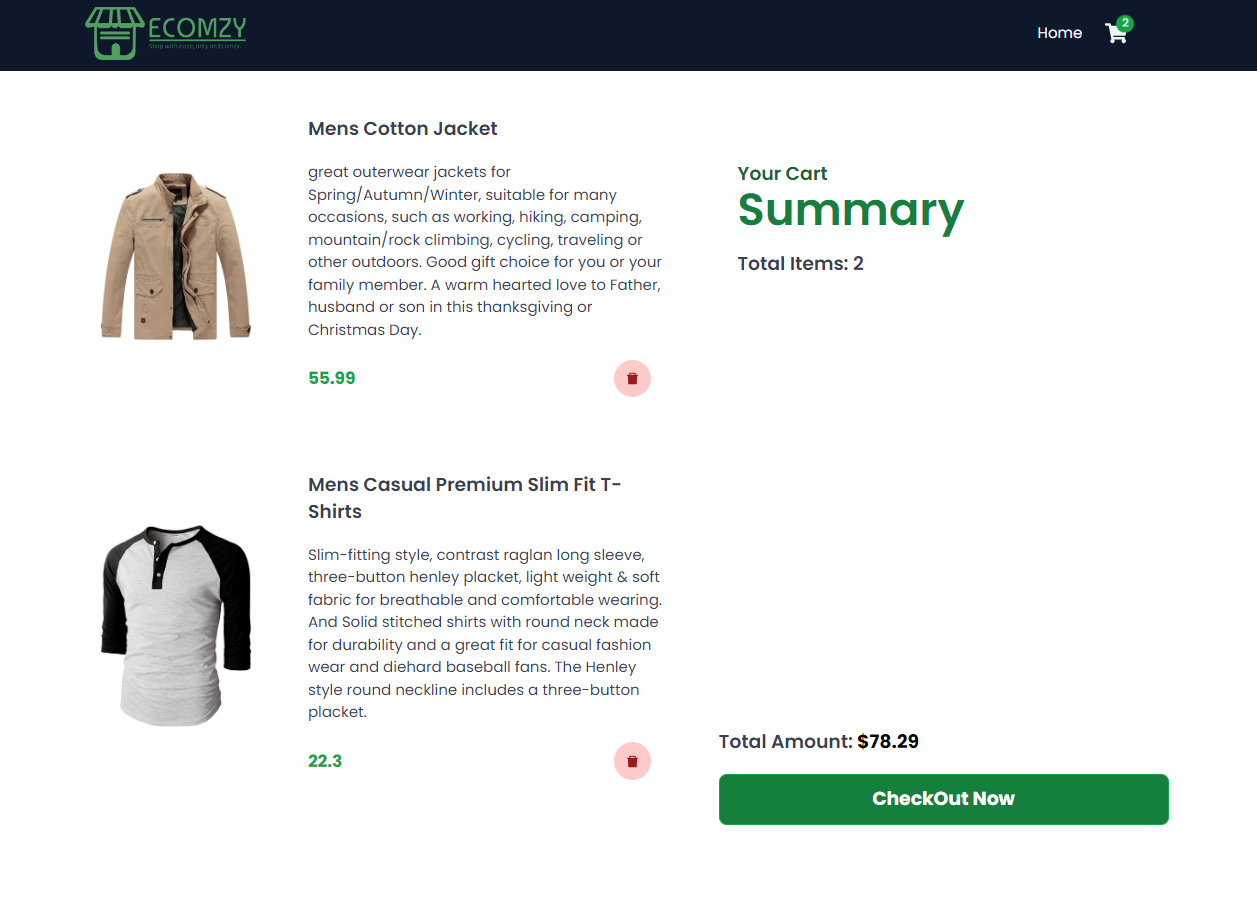 ECOMZY
Shop with ease, only on Ecomzy.
Home
2
Mens Cotton Jacket
great outerwear jackets for
Spring/Autumn/Winter, suitable for many
occasions, such as working, hiking, camping,
mountain/rock climbing, cycling, traveling or
other outdoors. Good gift choice for you or your
family member. A warm hearted love to Father,
husband or son in this thanksgiving or
Christmas Day.
55.99
Mens Casual Premium Slim Fit T-
Shirts
Slim-fitting style, contrast raglan long sleeve,
three-button henley placket, light weight & soft
fabric for breathable and comfortable wearing.
And Solid stitched shirts with round neck made
for durability and a great fit for casual fashion
wear and diehard baseball fans. The Henley
style round neckline includes a three-button
placket.
22.3
Your Cart
Summary
Total Items: 2
Total Amount: $78.29
CheckOut Now